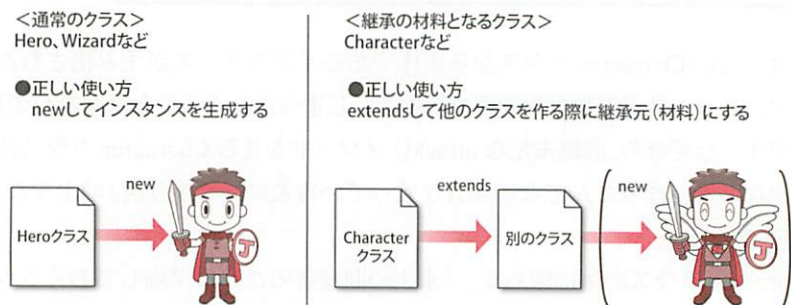 ＜通常のクラス＞
Hero、Wizardなど
●正しい使い方
newしてインスタンスを生成する
new
Heroクラス
J
＜継承の材料となるクラス＞
Characterなど
●正しい使い方
extendsして他のクラスを作る際に継承元（材料）にする
extends
Character
クラス
別のクラス
new
J